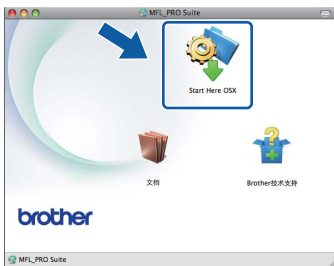 MFL_PRO Suite
Start Here OSX
文档
Brother技术支持
brother
MFL_PRO Suite